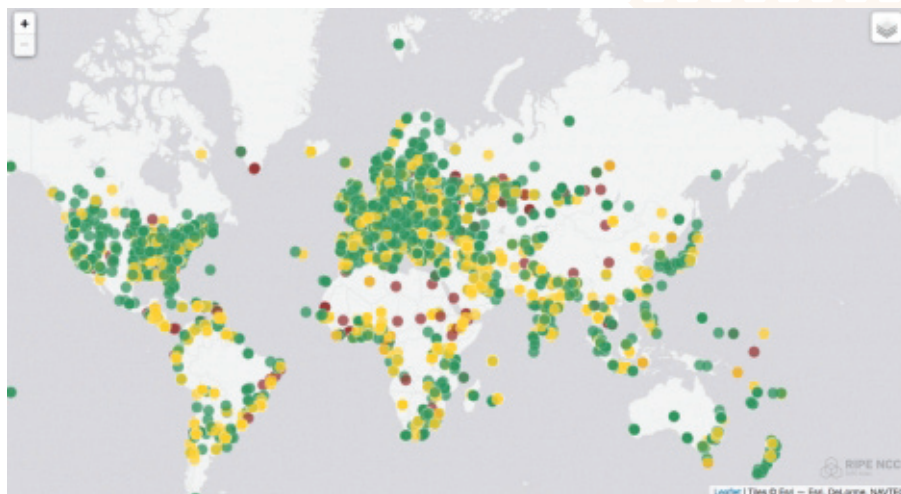 +
−
RIPE NCC
Leaflet | Tiles © Esri — Esri, DeLorme, NAVTEQ